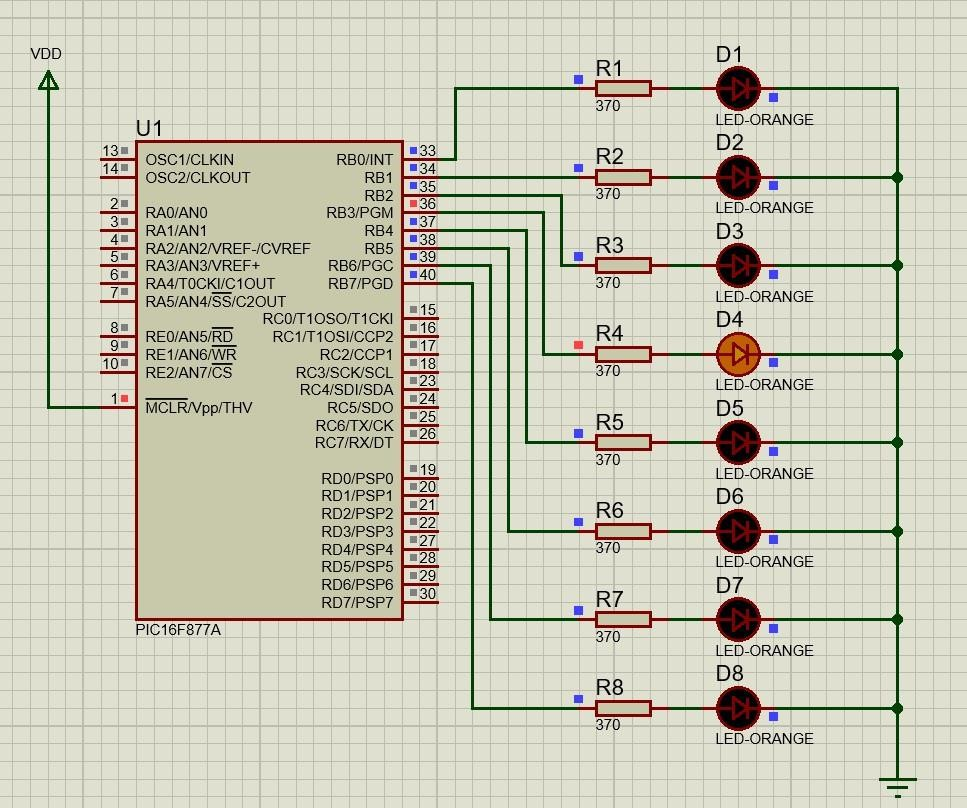 VDD
U1
13 OSC1/CLKIN
14 OSC2/CLKOUT
2 RA0/AN0
3 RA1/AN1
4 RA2/AN2/VREF-/CVREF
5 RA3/AN3/VREF+
6 RA4/T0CKI/C1OUT
7 RA5/AN4/SS/C2OUT
8 RE0/AN5/RD
9 RE1/AN6/WR
10 RE2/AN7/CS
1 MCLR/Vpp/THV
RB0/INT 33
RB1 34
RB2 35
RB3/PGM 36
RB4 37
RB5 38
RB6/PGC 39
RB7/PGD 40
RC0/T1OSO/T1CKI 15
RC1/T1OSI/CCP2 16
RC2/CCP1 17
RC3/SCK/SCL 18
RC4/SDI/SDA 23
RC5/SDO 24
RC6/TX/CK 25
RC7/RX/DT 26
RD0/PSP0 19
RD1/PSP1 20
RD2/PSP2 21
RD3/PSP3 22
RD4/PSP4 27
RD5/PSP5 28
RD6/PSP6 29
RD7/PSP7 30
PIC16F877A
R1
370
D1
LED-ORANGE
R2
370
D2
LED-ORANGE
R3
370
D3
LED-ORANGE
R4
370
D4
LED-ORANGE
R5
370
D5
LED-ORANGE
R6
370
D6
LED-ORANGE
R7
370
D7
LED-ORANGE
R8
370
D8
LED-ORANGE